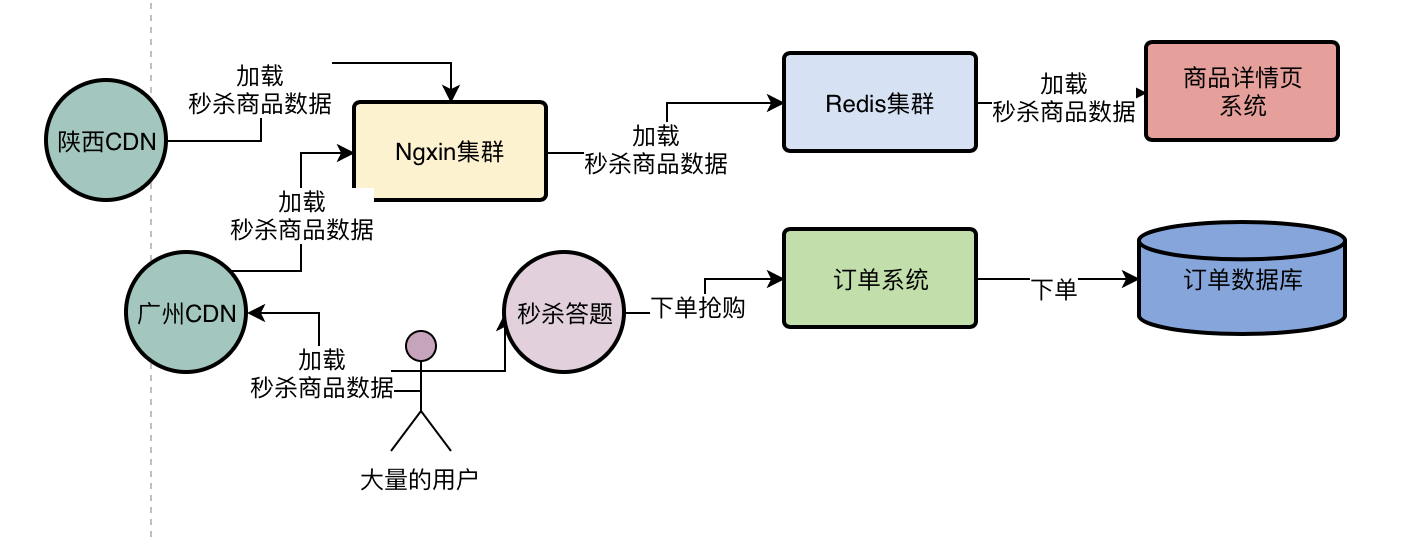 加载
秒杀商品数据
陕西CDN
Ngxin集群
加载
秒杀商品数据
Redis集群
加载
秒杀商品数据
商品详情页
系统
加载
秒杀商品数据
广州CDN
加载
秒杀商品数据
大量的用户
秒杀答题
下单抢购
订单系统
下单
订单数据库